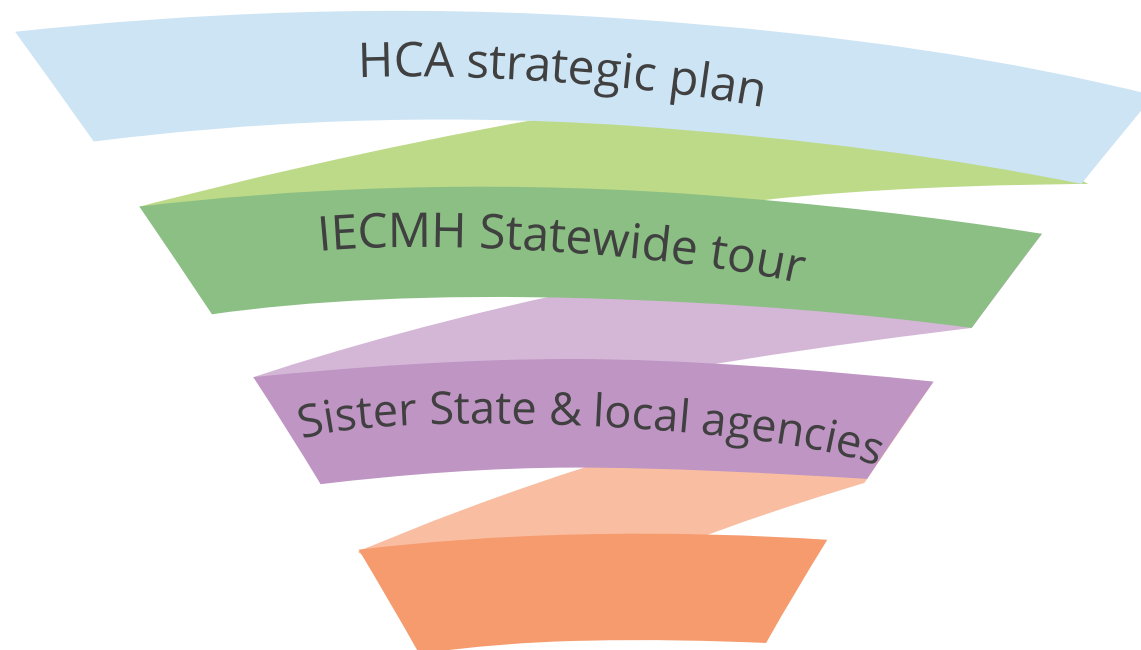 HCA strategic plan
IECMH Statewide tour
Sister State & local agencies